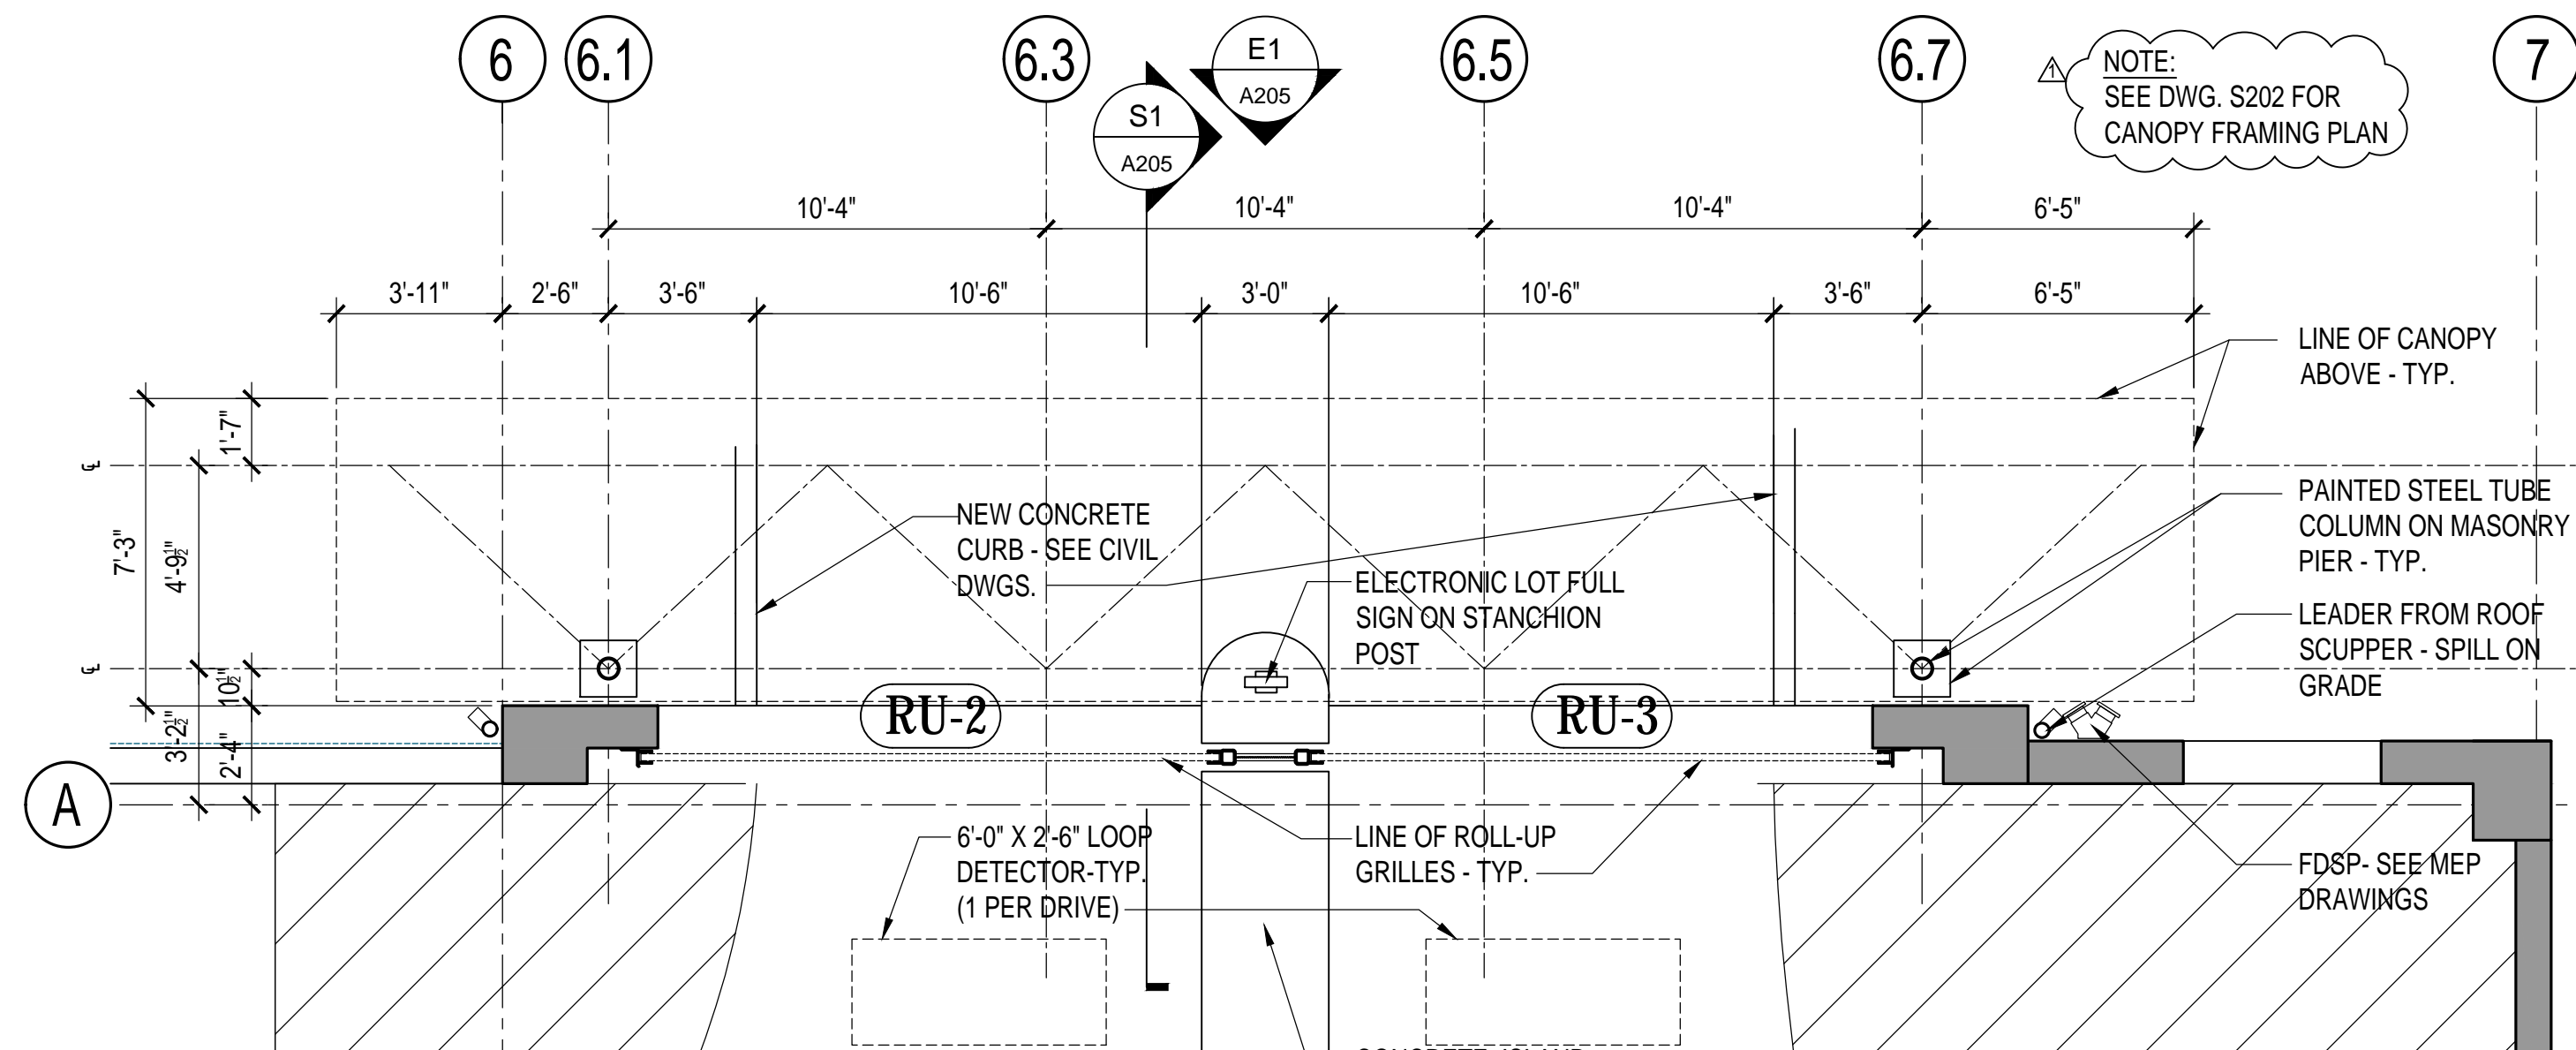 6
6.1
6.3
6.5
6.7
7
E1
A205
S1
A205
1
NOTE:
SEE DWG. S202 FOR
CANOPY FRAMING PLAN
10'-4"
10'-4"
10'-4"
6'-5"
3'-11"
2'-6"
3'-6"
10'-6"
3'-0"
10'-6"
3'-6"
6'-5"
LINE OF CANOPY
ABOVE - TYP.
1'-7"
7'-3"
4'-9½"
10½"
3'-2½"
2'-4"
℄
℄
NEW CONCRETE
CURB - SEE CIVIL
DWGS.
ELECTRONIC LOT FULL
SIGN ON STANCHION
POST
PAINTED STEEL TUBE
COLUMN ON MASONRY
PIER - TYP.
LEADER FROM ROOF
SCUPPER - SPILL ON
GRADE
RU-2
RU-3
A
6'-0" X 2'-6" LOOP
DETECTOR-TYP.
(1 PER DRIVE)
LINE OF ROLL-UP
GRILLES - TYP.
FDSP- SEE MEP
DRAWINGS